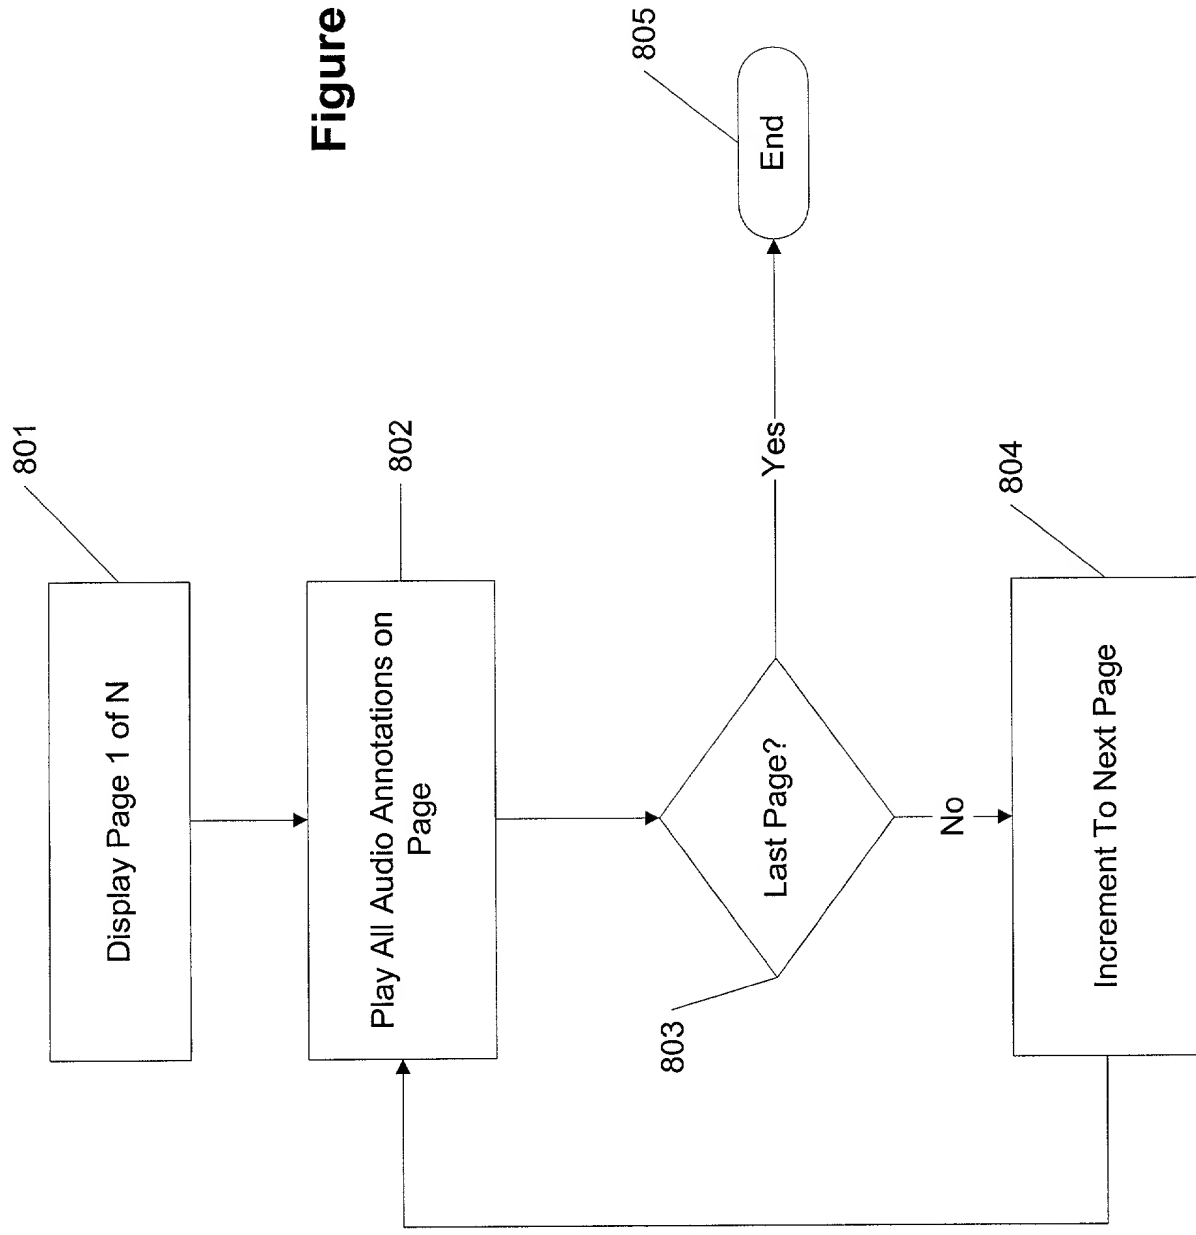 Figure
801
Display Page 1 of N
802
Play All Audio Annotations on
Page
803
Last Page?
Yes
805
End
No
804
Increment To Next Page